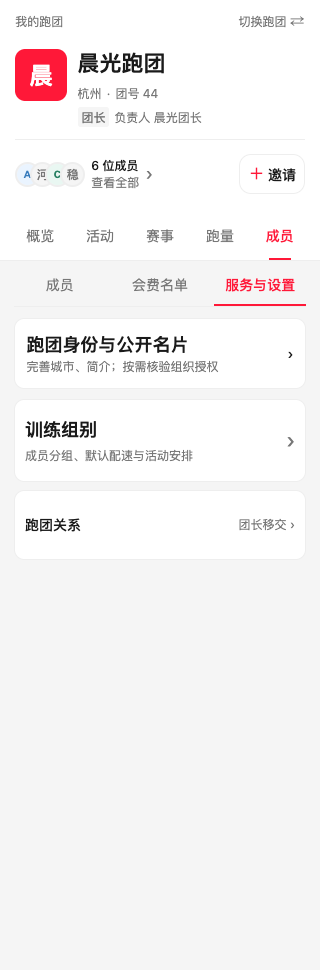 我的跑团
切换跑团 ⇄
晨
晨光跑团
杭州 · 团号 44
团长 负责人 晨光团长
A 河 C 稳
6 位成员
查看全部 ›
+ 邀请
概览 活动 赛事 跑量 成员
成员 会费名单 服务与设置
跑团身份与公开名片
完善城市、简介；按需核验组织授权 ›
训练组别
成员分组、默认配速与活动安排 ›
跑团关系 团长移交 ›